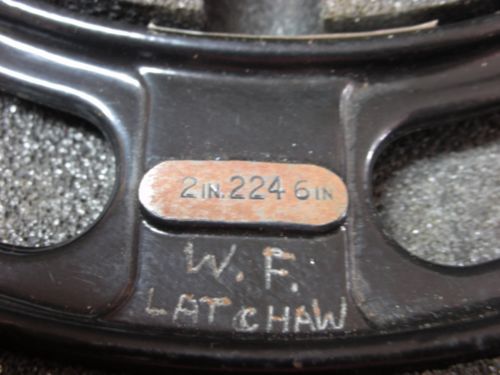 2IN. 224 6IN
W. F.
LATCHAW